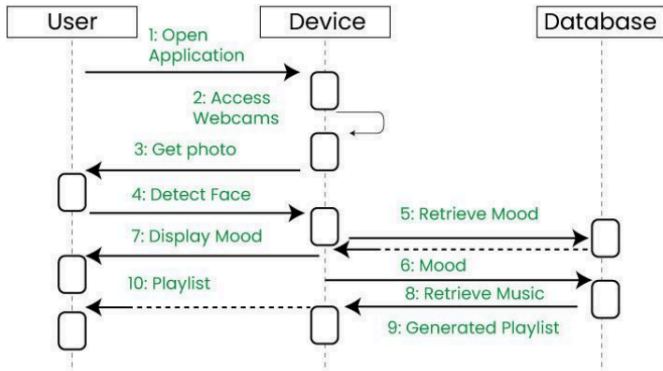 User
Device
Database
1: Open
Application
2: Access
Webcams
3: Get photo
4: Detect Face
5: Retrieve Mood
7: Display Mood
6: Mood
10: Playlist
8: Retrieve Music
9: Generated Playlist